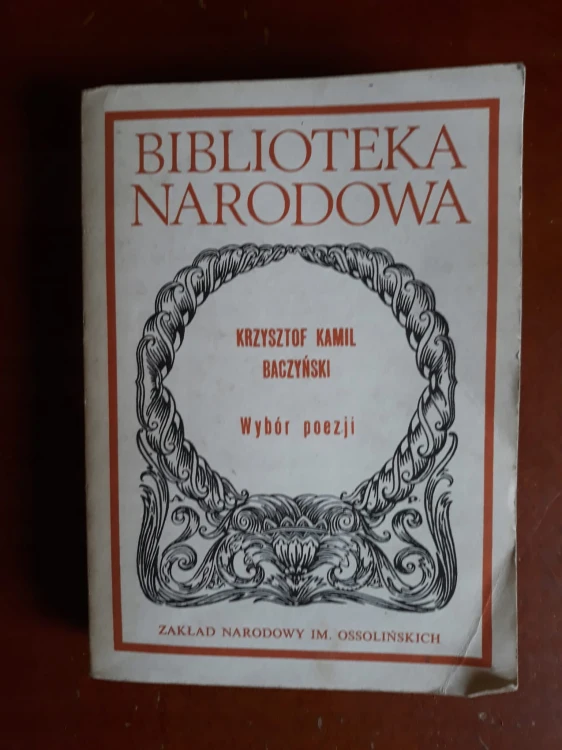 BIBLIOTEKA
NARODOWA
KRZYSZTOF KAMIL
BACZYŃSKI
Wybór poezji
ZAKŁAD NARODOWY IM. OSSOLIŃSKICH